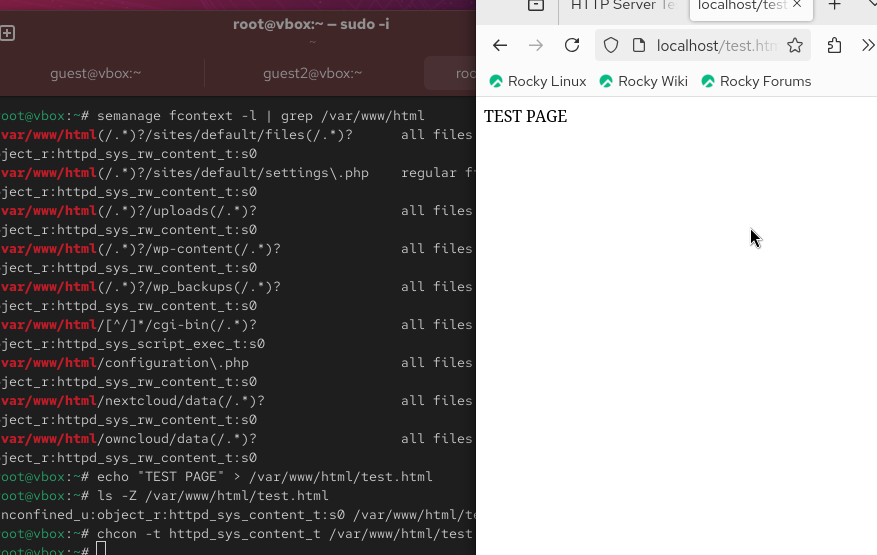 root@vbox:~ — sudo -i
~
guest@vbox:~
guest2@vbox:~
roo
oot@vbox:~# semanage fcontext -l | grep /var/www/html
var/www/html(/.*)?/sites/default/files(/.*)? all files
ject_r:httpd_sys_rw_content_t:s0
var/www/html(/.*)?/sites/default/settings\.php regular f
ject_r:httpd_sys_rw_content_t:s0
var/www/html(/.*)?/uploads(/.*)? all files
ject_r:httpd_sys_rw_content_t:s0
var/www/html(/.*)?/wp-content(/.*)? all files
ject_r:httpd_sys_rw_content_t:s0
var/www/html(/.*)?/wp_backups(/.*)? all files
ject_r:httpd_sys_rw_content_t:s0
var/www/html/[^/]*/cgi-bin(/.*)? all files
ject_r:httpd_sys_script_exec_t:s0
var/www/html/configuration\.php all files
ject_r:httpd_sys_rw_content_t:s0
var/www/html/nextcloud/data(/.*)? all files
ject_r:httpd_sys_rw_content_t:s0
var/www/html/owncloud/data(/.*)? all files
ject_r:httpd_sys_rw_content_t:s0
oot@vbox:~# echo "TEST PAGE" > /var/www/html/test.html
oot@vbox:~# ls -Z /var/www/html/test.html
nconfined_u:object_r:httpd_sys_content_t:s0 /var/www/html/te
oot@vbox:~# chcon -t httpd_sys_content_t /var/www/html/test
oot@vbox:~#
HTTP Server Te
localhost/test
localhost/test.htm
Rocky Linux
Rocky Wiki
Rocky Forums
TEST PAGE